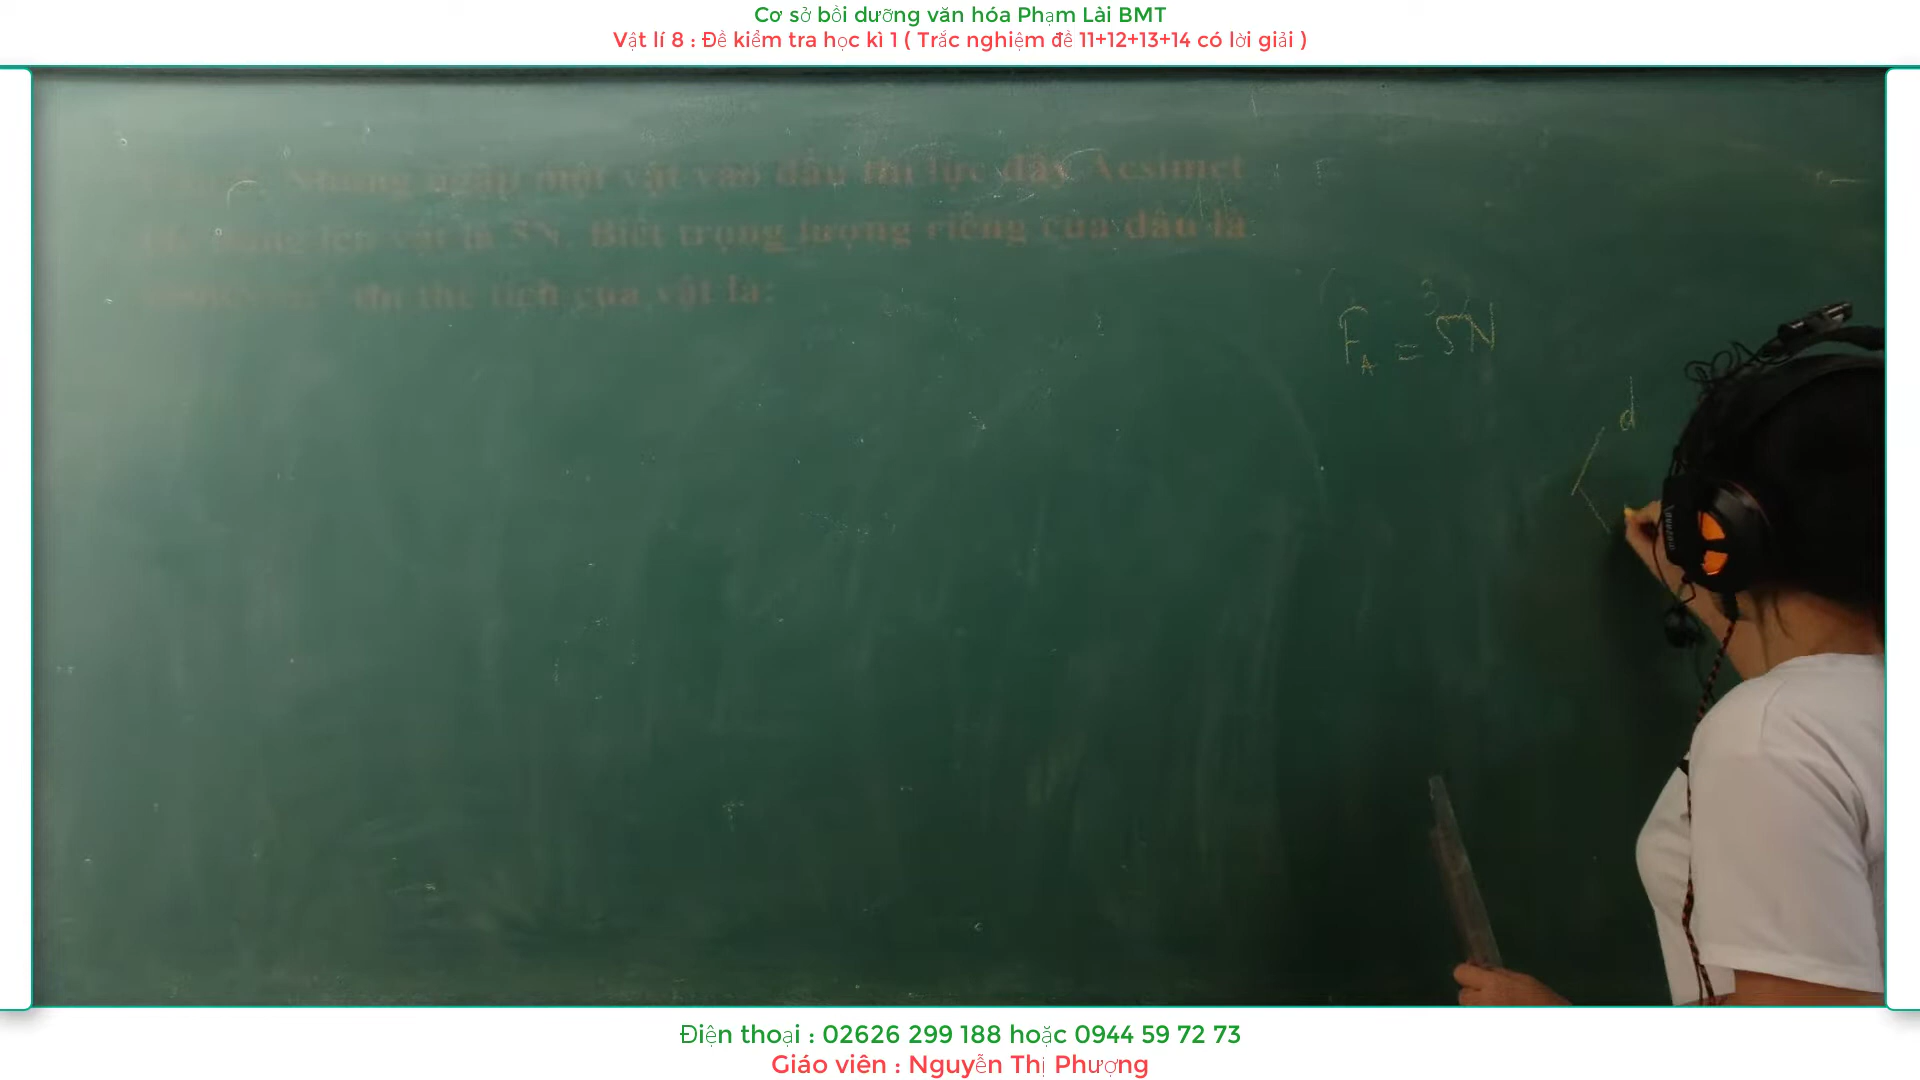 Cơ sở bồi dưỡng văn hóa Phạm Lài BMT
Vật lí 8 : Đề kiểm tra học kì 1 ( Trắc nghiệm đề 11+12+13+14 có lời giải )
Nhúng ngập một vật vào dầu thì lực đẩy Acsimet
tác dụng lên vật là 5N. Biết trọng lượng riêng của dầu là
thì thể tích của vật là:
F_A = 5N
d
Điện thoại : 02626 299 188 hoặc 0944 59 72 73
Giáo viên : Nguyễn Thị Phượng